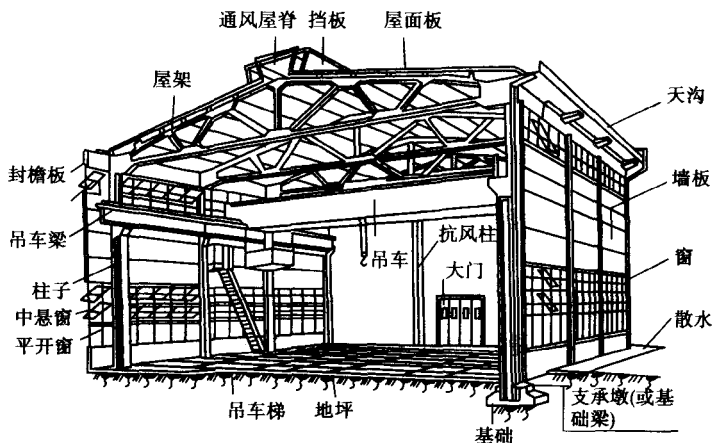 通风屋脊 挡板 屋面板
屋架
天沟
封檐板
墙板
吊车梁
抗风柱
吊车
窗
柱子
大门
中悬窗
散水
平开窗
吊车梯 地坪
支承墩(或基
础梁)
基础